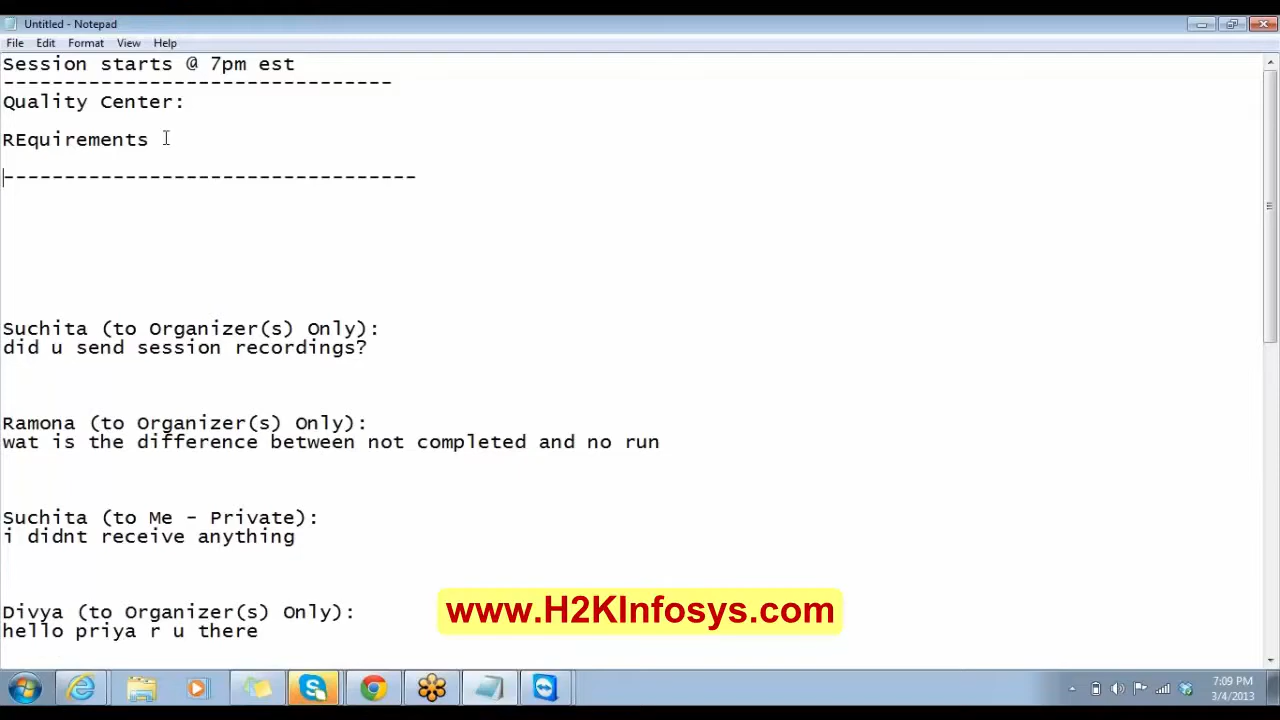 Untitled - Notepad
File Edit Format View Help
Session starts @ 7pm est
--------------------------------
Quality Center:
REquirements
----------------------------------
Suchita (to Organizer(s) Only):
did u send session recordings?
Ramona (to Organizer(s) Only):
wat is the difference between not completed and no run
Suchita (to Me - Private):
i didnt receive anything
Divya (to Organizer(s) Only):
hello priya r u there
www.H2KInfosys.com
7:09 PM
3/4/2013